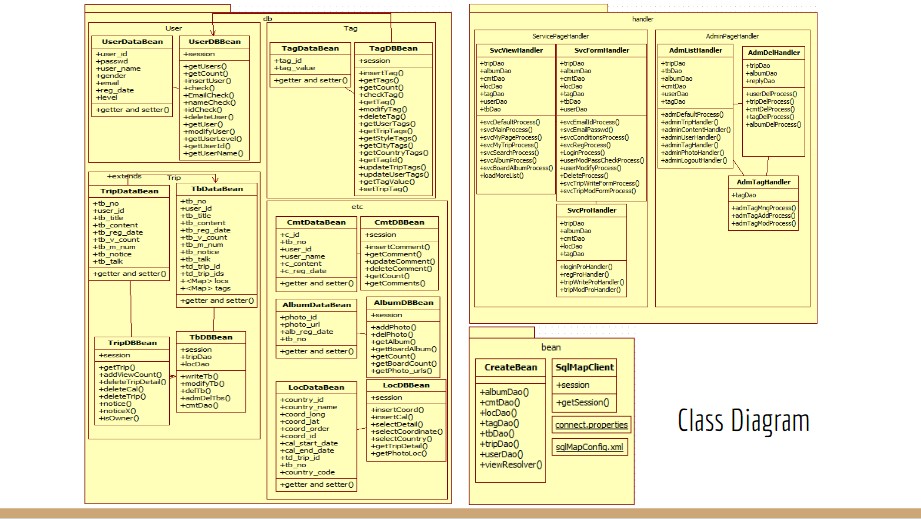 db
User
UserDataBean
+user_id
+passwd
+user_name
+gender
+email
+reg_date
+level
+getter and setter()
UserDBBean
+session
+getUsers()
+getCount()
+insertUser()
+check()
+EmailCheck()
+nameCheck()
+idCheck()
+deleteUser()
+getUser()
+modifyUser()
+getUserLevel()
+getUserId()
+getUserName()
Tag
TagDataBean
+tag_id
+tag_value
+getter and setter()
TagDBBean
+session
+insertTag()
+getTags()
+getCount()
+checkTag()
+getTag()
+modifyTag()
+deleteTag()
+getUserTags()
+getTripTags()
+getStyleTags()
+getCityTags()
+getCountryTags()
+getTagId()
+updateTripTags()
+updateUserTags()
+getTagValue()
+setTripTag()
+extends
Trip
TripDataBean
+tb_no
+user_id
+tb_title
+tb_content
+tb_reg_date
+tb_v_count
+tb_m_num
+tb_notice
+tb_talk
+getter and setter()
TbDataBean
+tb_no
+user_id
+tb_title
+tb_content
+tb_reg_date
+tb_v_count
+tb_m_num
+tb_notice
+tb_talk
+td_trip_id
+td_trip_ids
+<Map> locs
+<Map> tags
+getter and setter()
TripDBBean
+session
+getTrip()
+addViewCount()
+deleteTripDetail()
+deleteCal()
+deleteTrip()
+notice()
+noticeX()
+isOwner()
TbDBBean
+session
+tripDao
+locDao
+writeTb()
+modifyTb()
+delTb()
+admDelTbs()
+cmtDao()
etc
CmtDataBean
+c_id
+tb_no
+user_id
+user_name
+c_content
+c_reg_date
+getter and setter()
CmtDBBean
+session
+insertComment()
+getComment()
+updateComment()
+deleteComment()
+getCount()
+getComments()
AlbumDataBean
+photo_id
+photo_url
+alb_reg_date
+tb_no
+getter and setter()
AlbumDBBean
+session
+addPhoto()
+delPhoto()
+getAlbum()
+getBoardAlbum()
+getCount()
+getBoardCount()
+getPhoto_urls()
LocDataBean
+country_id
+country_name
+coord_long
+coord_lat
+coord_order
+coord_id
+cal_start_date
+cal_end_date
+td_trip_id
+tb_no
+country_code
+getter and setter()
LocDBBean
+session
+insertCoord()
+insertCal()
+selectDetail()
+selectCoordinate()
+selectCountry()
+getTripDetail()
+getPhotoLoc()
handler
ServicePageHandler
SvcViewHandler
+tripDao
+albumDao
+cmtDao
+locDao
+tagDao
+userDao
+tbDao
+svcDefaultProcess()
+svcMainProcess()
+svcMyPageProcess()
+svcMyTripProcess()
+svcSearchProcess()
+svcAlbumProcess()
+svcBoardAlbumProcess()
+loadMoreList()
SvcFormHandler
+tripDao
+albumDao
+cmtDao
+locDao
+tagDao
+tbDao
+userDao
+svcEmailIdProcess()
+svcEmailPasswd()
+svcConditionsProcess()
+svcRegProcess()
+LoginProcess()
+userModPassCheckProcess()
+userModifyProcess()
+DeleteProcess()
+svcTripWriteFormProcess()
+svcTripModFormProcess()
SvcProHandler
+tripDao
+albumDao
+cmtDao
+locDao
+tagDao
+loginProHandler()
+regProHandler()
+tripWriteProHandler()
+tripModProHandler()
AdminPageHandler
AdmListHandler
+tripDao
+tbDao
+albumDao
+cmtDao
+userDao
+tagDao
+admDefaultProcess()
+adminTripHandler()
+adminContentHandler()
+adminUserHandler()
+adminTagHandler()
+adminPhotoHandler()
+adminLogoutHandler()
AdmDelHandler
+tripDao
+albumDao
+replyDao
+userDelProcess()
+tripDelProcess()
+cmtDelProcess()
+tagDelProcess()
+albumDelProcess()
AdmTagHandler
+tagDao
+admTagMngProcess()
+admTagAddProcess()
+admTagModProcess()
bean
CreateBean
+albumDao()
+cmtDao()
+locDao()
+tagDao()
+tbDao()
+tripDao()
+userDao()
+viewResolver()
SqlMapClient
+session
+getSession()
connect.properties
sqlMapConfig.xml
Class Diagram